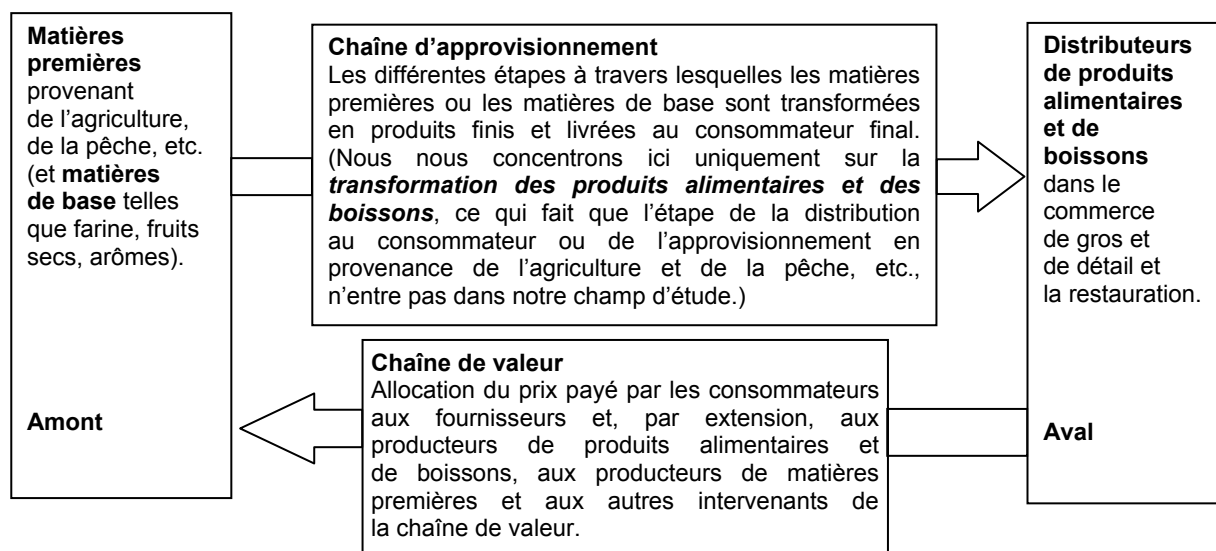 Matières
premières
provenant
de l’agriculture,
de la pêche, etc.
(et matières
de base telles
que farine, fruits
secs, arômes).
Amont
Chaîne d’approvisionnement
Les différentes étapes à travers lesquelles les matières
premières ou les matières de base sont transformées
en produits finis et livrées au consommateur final.
(Nous nous concentrons ici uniquement sur la
transformation des produits alimentaires et des
boissons, ce qui fait que l’étape de la distribution
au consommateur ou de l’approvisionnement en
provenance de l’agriculture et de la pêche, etc.,
n’entre pas dans notre champ d’étude.)
Chaîne de valeur
Allocation du prix payé par les consommateurs
aux fournisseurs et, par extension, aux
producteurs de produits alimentaires et
de boissons, aux producteurs de matières
premières et aux autres intervenants de
la chaîne de valeur.
Distributeurs
de produits
alimentaires
et de
boissons
dans le
commerce
de gros et
de détail et
la restauration.
Aval